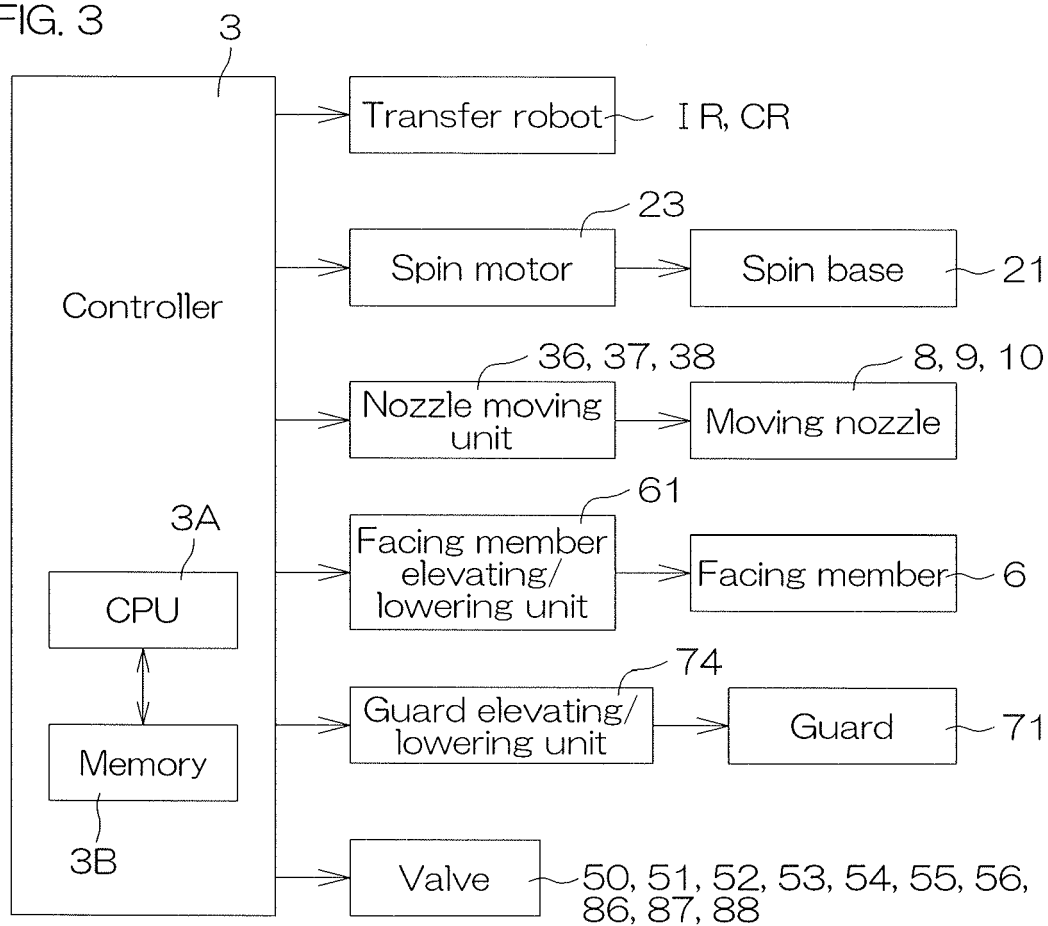 FIG. 3
3
Transfer robot
IR, CR
23
Spin motor
Spin base
21
Controller
36, 37, 38
8, 9, 10
Nozzle moving
unit
Moving nozzle
61
3A
Facing member
elevating/
lowering unit
Facing member
6
CPU
74
Guard elevating/
lowering unit
Guard
71
Memory
3B
Valve
50, 51, 52, 53, 54, 55, 56,
86, 87, 88